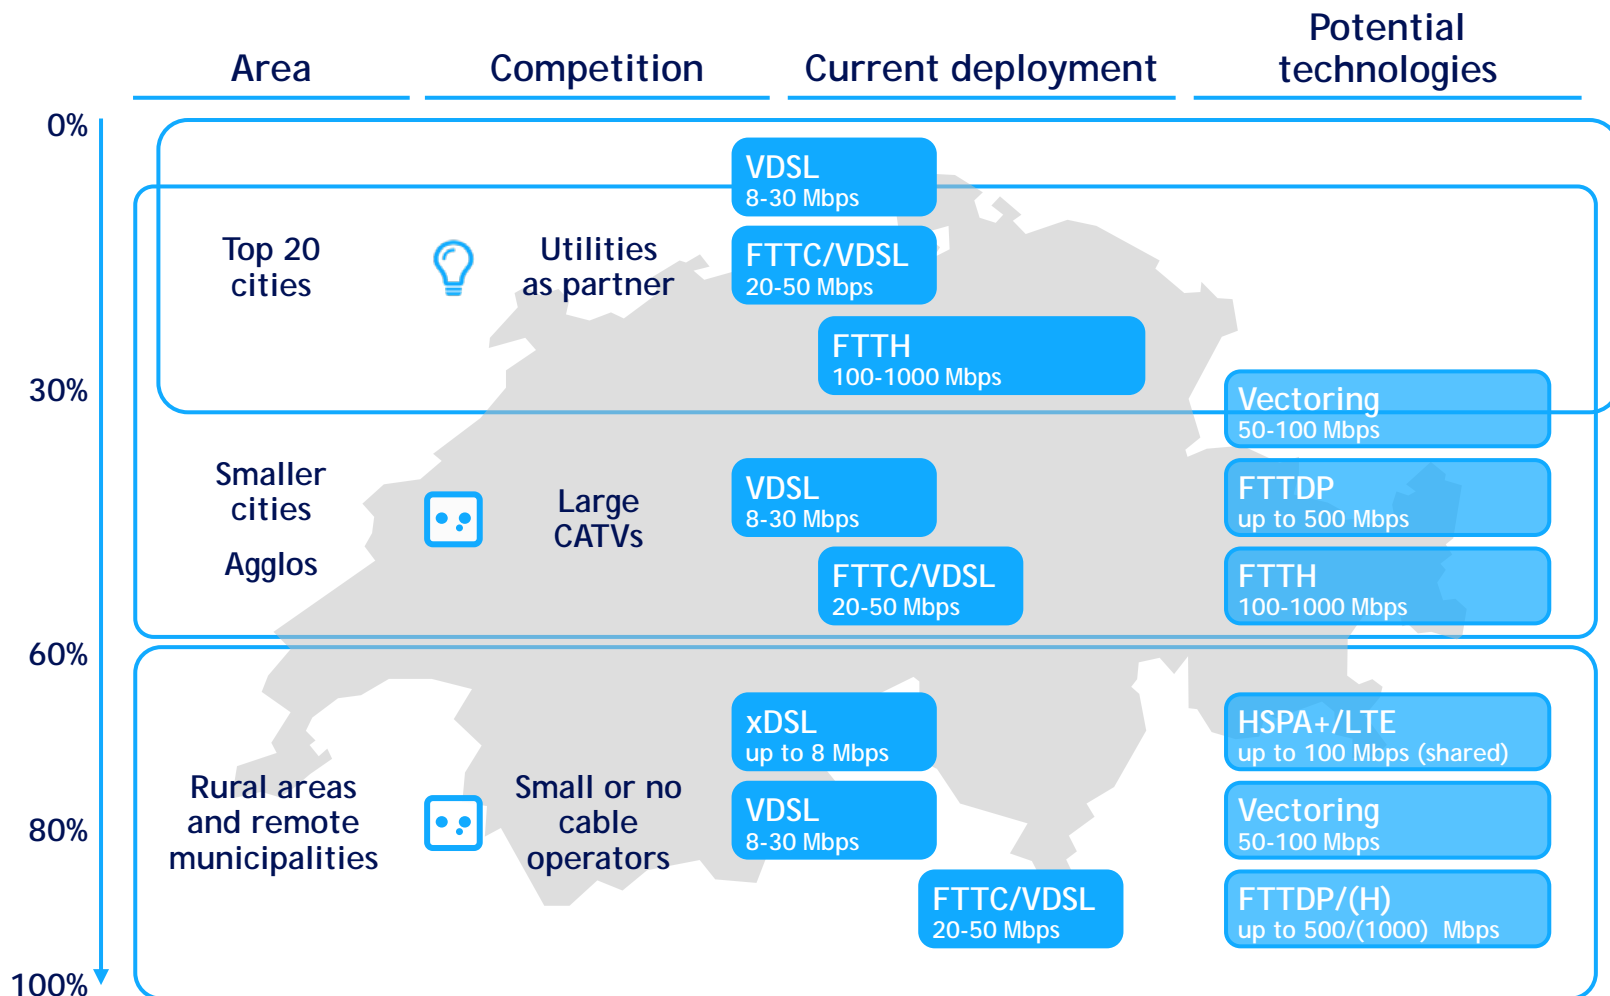 Area
Competition
Current deployment
Potential
technologies
0%
30%
60%
80%
100%
Top 20
cities
Utilities
as partner
VDSL
8-30 Mbps
FTTC/VDSL
20-50 Mbps
FTTH
100-1000 Mbps
Smaller
cities
Agglos
Large
CATVs
VDSL
8-30 Mbps
FTTC/VDSL
20-50 Mbps
Vectoring
50-100 Mbps
FTTDP
up to 500 Mbps
FTTH
100-1000 Mbps
Rural areas
and remote
municipalities
Small or no
cable
operators
xDSL
up to 8 Mbps
VDSL
8-30 Mbps
FTTC/VDSL
20-50 Mbps
HSPA+/LTE
up to 100 Mbps (shared)
Vectoring
50-100 Mbps
FTTDP/(H)
up to 500/(1000) Mbps